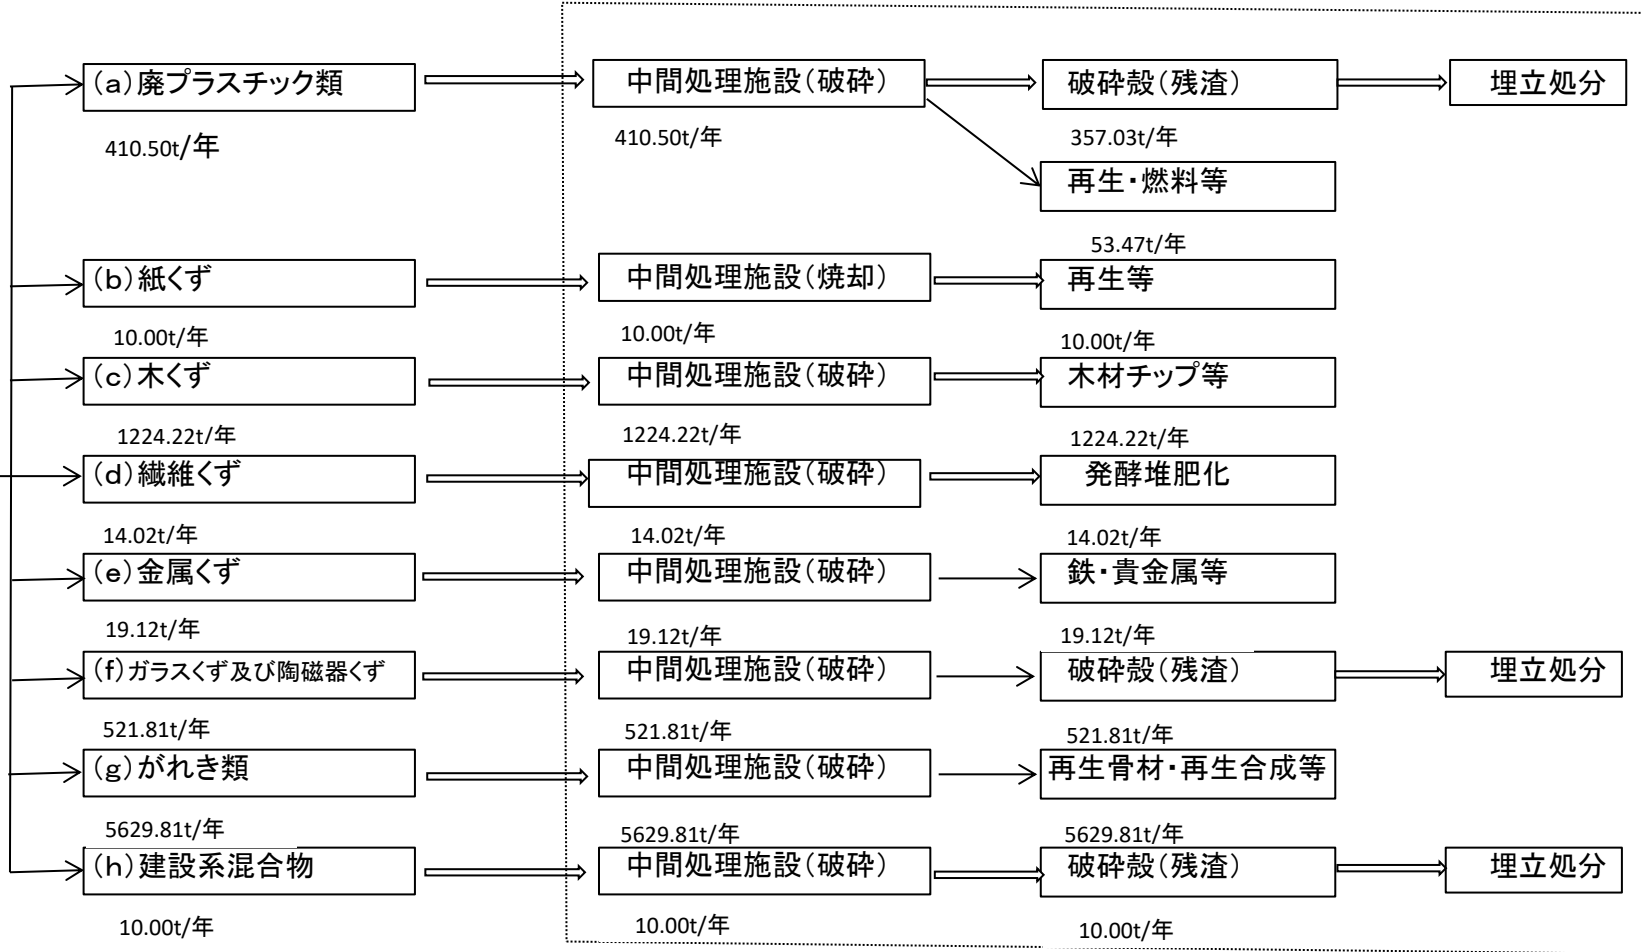 (a)廃プラスチック類 中間処理施設(破砕) 破砕殻(残渣) 埋立処分
410.50t/年 410.50t/年 357.03t/年
再生・燃料等
53.47t/年
(b)紙くず 中間処理施設(焼却) 再生等
10.00t/年 10.00t/年 10.00t/年
(c)木くず 中間処理施設(破砕) 木材チップ等
1224.22t/年 1224.22t/年 1224.22t/年
(d)繊維くず 中間処理施設(破砕) 発酵堆肥化
14.02t/年 14.02t/年 14.02t/年
(e)金属くず 中間処理施設(破砕) 鉄・貴金属等
19.12t/年 19.12t/年 19.12t/年
(f)ガラスくず及び陶磁器くず 中間処理施設(破砕) 破砕殻(残渣) 埋立処分
521.81t/年 521.81t/年 521.81t/年
(g)がれき類 中間処理施設(破砕) 再生骨材・再生合成等
5629.81t/年 5629.81t/年 5629.81t/年
(h)建設系混合物 中間処理施設(破砕) 破砕殻(残渣) 埋立処分
10.00t/年 10.00t/年 10.00t/年